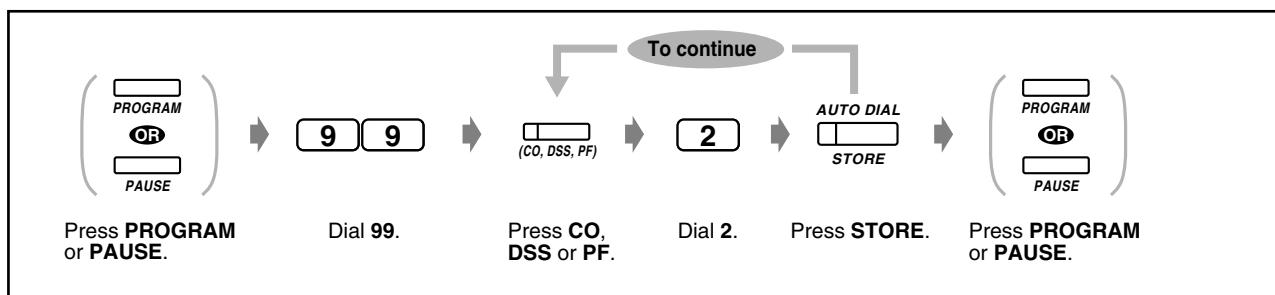 To continue
PROGRAM
OR
PAUSE
9 9
(CO, DSS, PF)
2
AUTO DIAL
STORE
PROGRAM
OR
PAUSE
Press PROGRAM
or PAUSE.
Dial 99.
Press CO,
DSS or PF.
Dial 2.
Press STORE.
Press PROGRAM
or PAUSE.